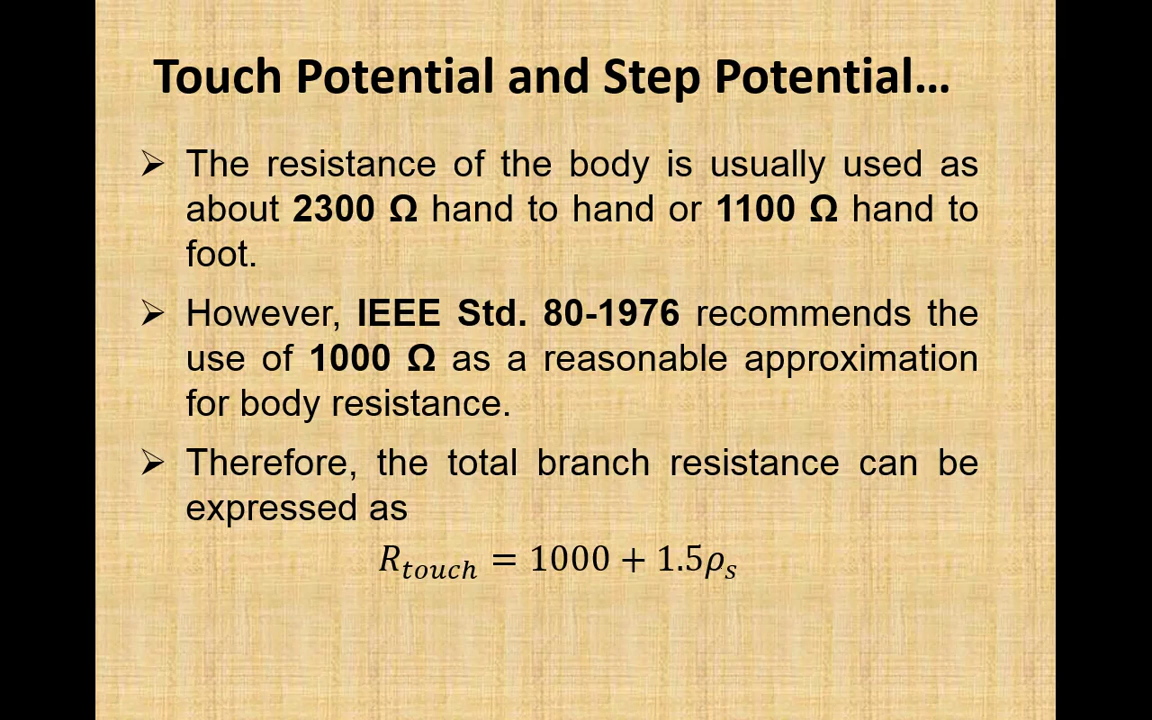 Touch Potential and Step Potential...
➢ The resistance of the body is usually used as
about 2300 Ω hand to hand or 1100 Ω hand to
foot.
➢ However, IEEE Std. 80-1976 recommends the
use of 1000 Ω as a reasonable approximation
for body resistance.
➢ Therefore, the total branch resistance can be
expressed as
R_touch = 1000 + 1.5ρ_s